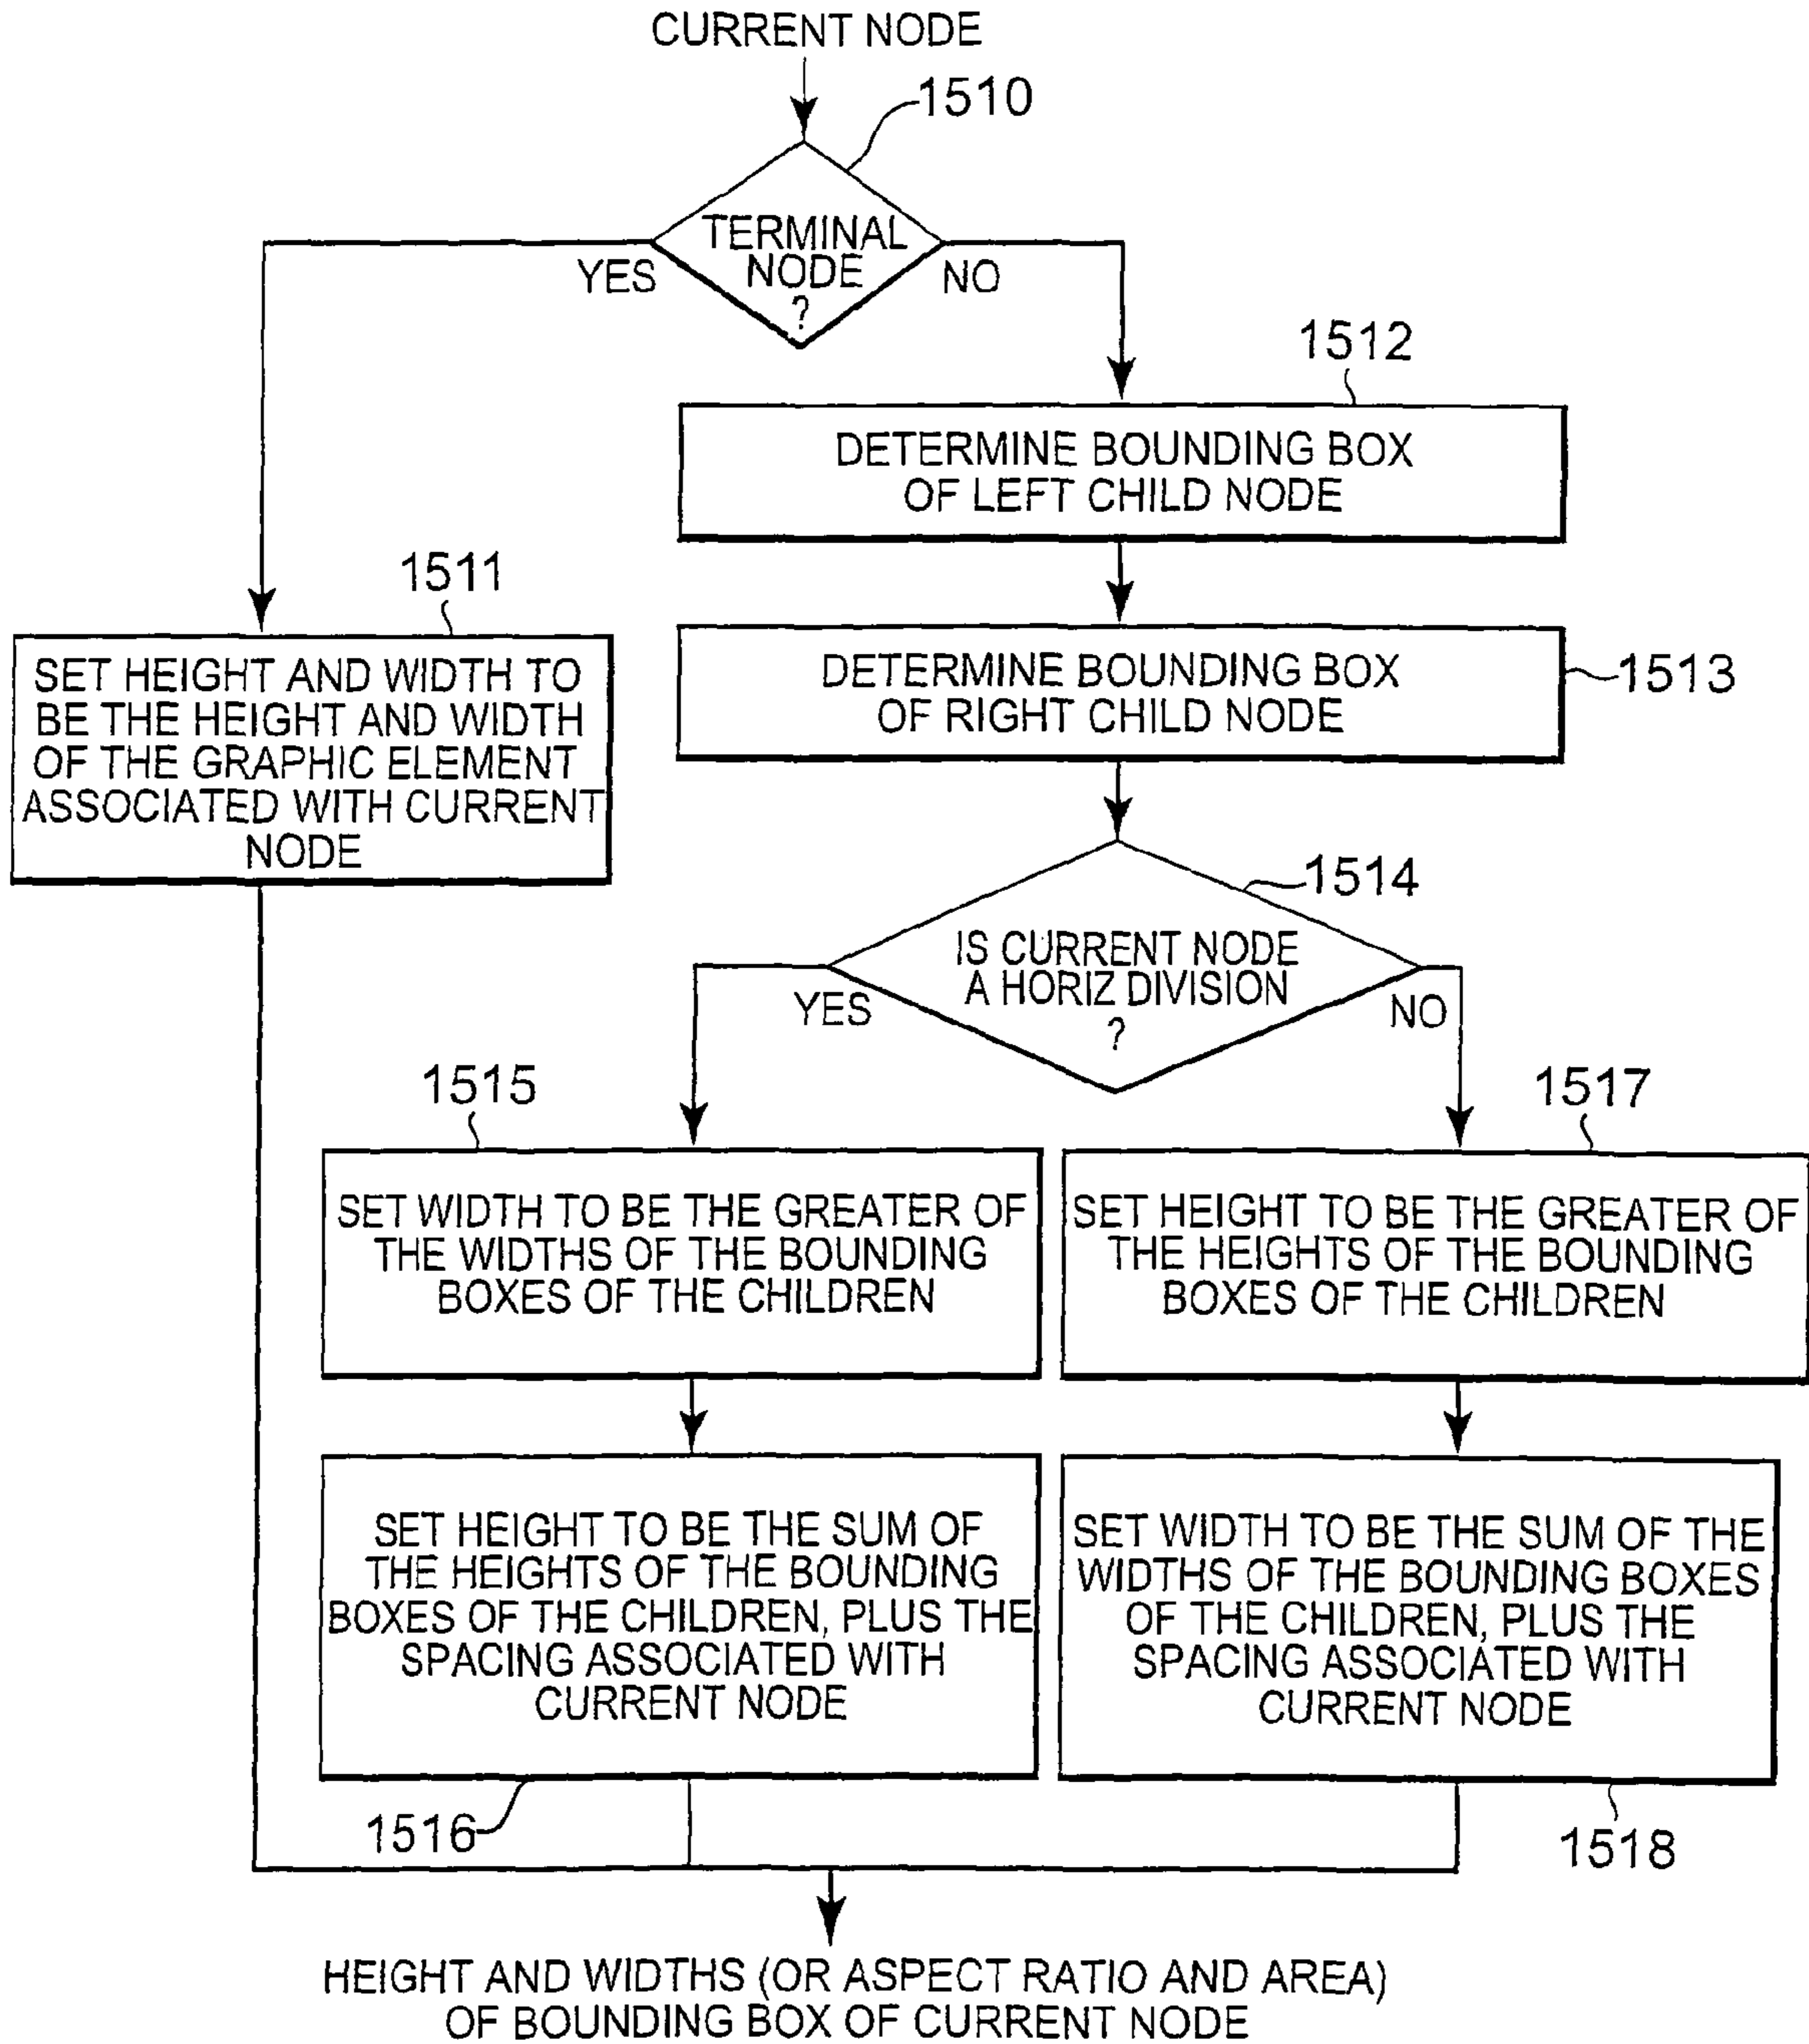 CURRENT NODE
1510
TERMINAL
NODE
?
YES
NO
1512
DETERMINE BOUNDING BOX
OF LEFT CHILD NODE
1511
SET HEIGHT AND WIDTH TO
BE THE HEIGHT AND WIDTH
OF THE GRAPHIC ELEMENT
ASSOCIATED WITH CURRENT
NODE
DETERMINE BOUNDING BOX
OF RIGHT CHILD NODE
1513
1514
IS CURRENT NODE
A HORIZ DIVISION
?
YES
NO
1515
SET WIDTH TO BE THE GREATER OF
THE WIDTHS OF THE BOUNDING
BOXES OF THE CHILDREN
1517
SET HEIGHT TO BE THE GREATER OF
THE HEIGHTS OF THE BOUNDING
BOXES OF THE CHILDREN
SET HEIGHT TO BE THE SUM OF
THE HEIGHTS OF THE BOUNDING
BOXES OF THE CHILDREN, PLUS THE
SPACING ASSOCIATED WITH
CURRENT NODE
1516
SET WIDTH TO BE THE SUM OF THE
WIDTHS OF THE BOUNDING BOXES
OF THE CHILDREN, PLUS THE
SPACING ASSOCIATED WITH
CURRENT NODE
1518
HEIGHT AND WIDTHS (OR ASPECT RATIO AND AREA)
OF BOUNDING BOX OF CURRENT NODE